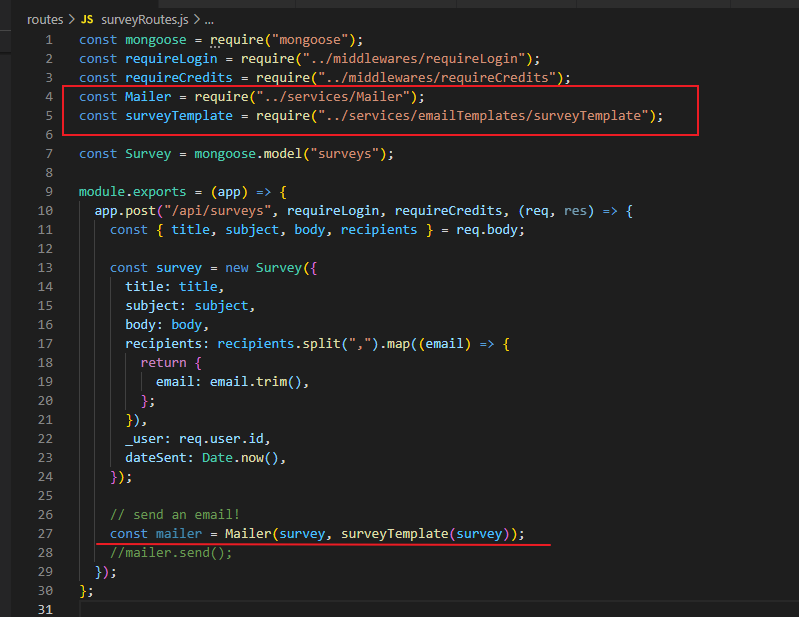 routes > JS surveyRoutes.js > ...
1 const mongoose = require("mongoose");
2 const requireLogin = require("../middlewares/requireLogin");
3 const requireCredits = require("../middlewares/requireCredits");
4 const Mailer = require("../services/Mailer");
5 const surveyTemplate = require("../services/emailTemplates/surveyTemplate");
6
7 const Survey = mongoose.model("surveys");
8
9 module.exports = (app) => {
10   app.post("/api/surveys", requireLogin, requireCredits, (req, res) => {
11     const { title, subject, body, recipients } = req.body;
12
13     const survey = new Survey({
14       title: title,
15       subject: subject,
16       body: body,
17       recipients: recipients.split(",").map((email) => {
18         return {
19           email: email.trim(),
20         };
21       }),
22       _user: req.user.id,
23       dateSent: Date.now(),
24     });
25
26     // send an email!
27     const mailer = Mailer(survey, surveyTemplate(survey));
28     //mailer.send();
29   });
30 };
31